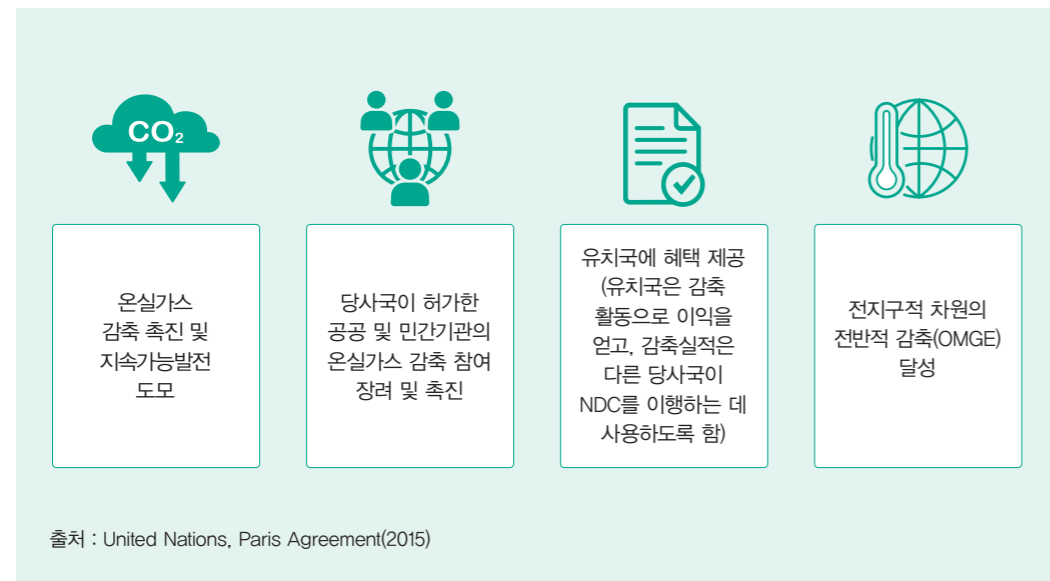 CO₂
온실가스
감축 촉진 및
지속가능발전
도모
당사국이 허가한
공공 및 민간기관의
온실가스 감축 참여
장려 및 촉진
유치국에 혜택 제공
(유치국은 감축
활동으로 이익을
얻고, 감축실적은
다른 당사국이
NDC를 이행하는 데
사용하도록 함)
전지구적 차원의
전반적 감축(OMGE)
달성
출처 : United Nations, Paris Agreement(2015)